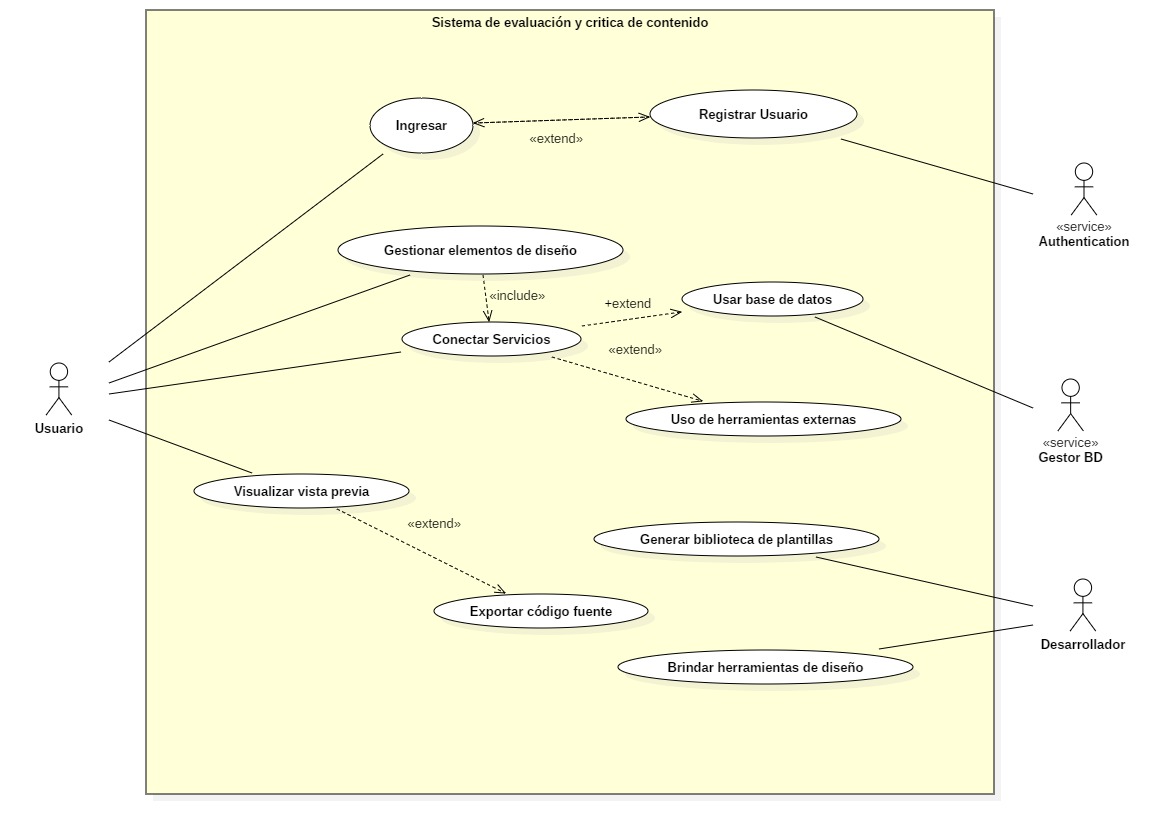 Sistema de evaluación y critica de contenido
Ingresar
Registrar Usuario
«extend»
«service»
Authentication
Gestionar elementos de diseño
«include»
+extend
Usar base de datos
Conectar Servicios
«extend»
Usuario
Uso de herramientas externas
«service»
Gestor BD
Visualizar vista previa
«extend»
Generar biblioteca de plantillas
Exportar código fuente
Desarrollador
Brindar herramientas de diseño